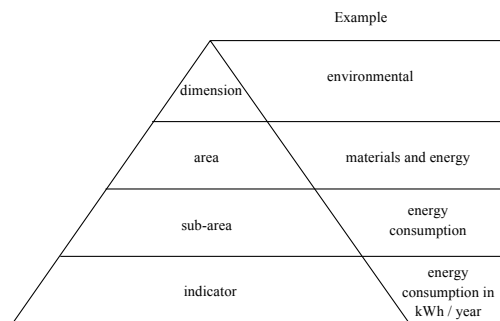 Example
dimension
environmental
area
materials and energy
sub-area
energy
consumption
indicator
energy
consumption in
kWh / year